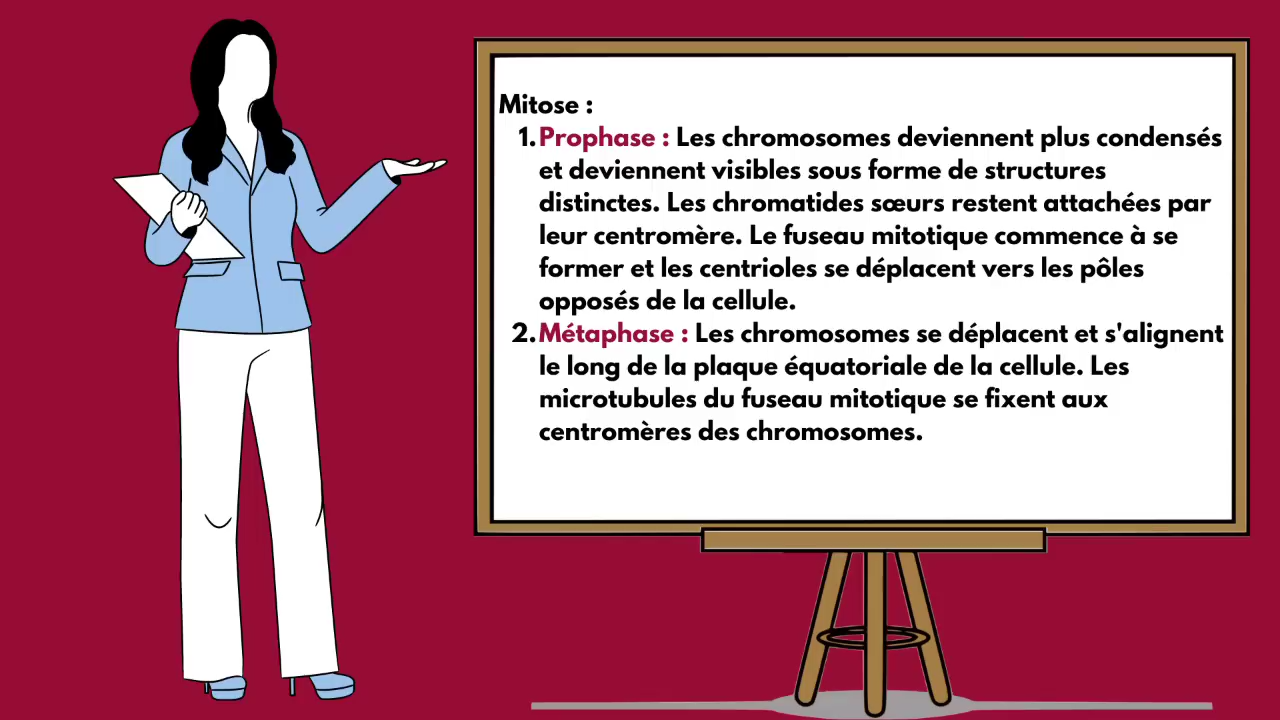 Mitose :
1. Prophase : Les chromosomes deviennent plus condensés
et deviennent visibles sous forme de structures
distinctes. Les chromatides sœurs restent attachées par
leur centromère. Le fuseau mitotique commence à se
former et les centrioles se déplacent vers les pôles
opposés de la cellule.
2. Métaphase : Les chromosomes se déplacent et s'alignent
le long de la plaque équatoriale de la cellule. Les
microtubules du fuseau mitotique se fixent aux
centromères des chromosomes.